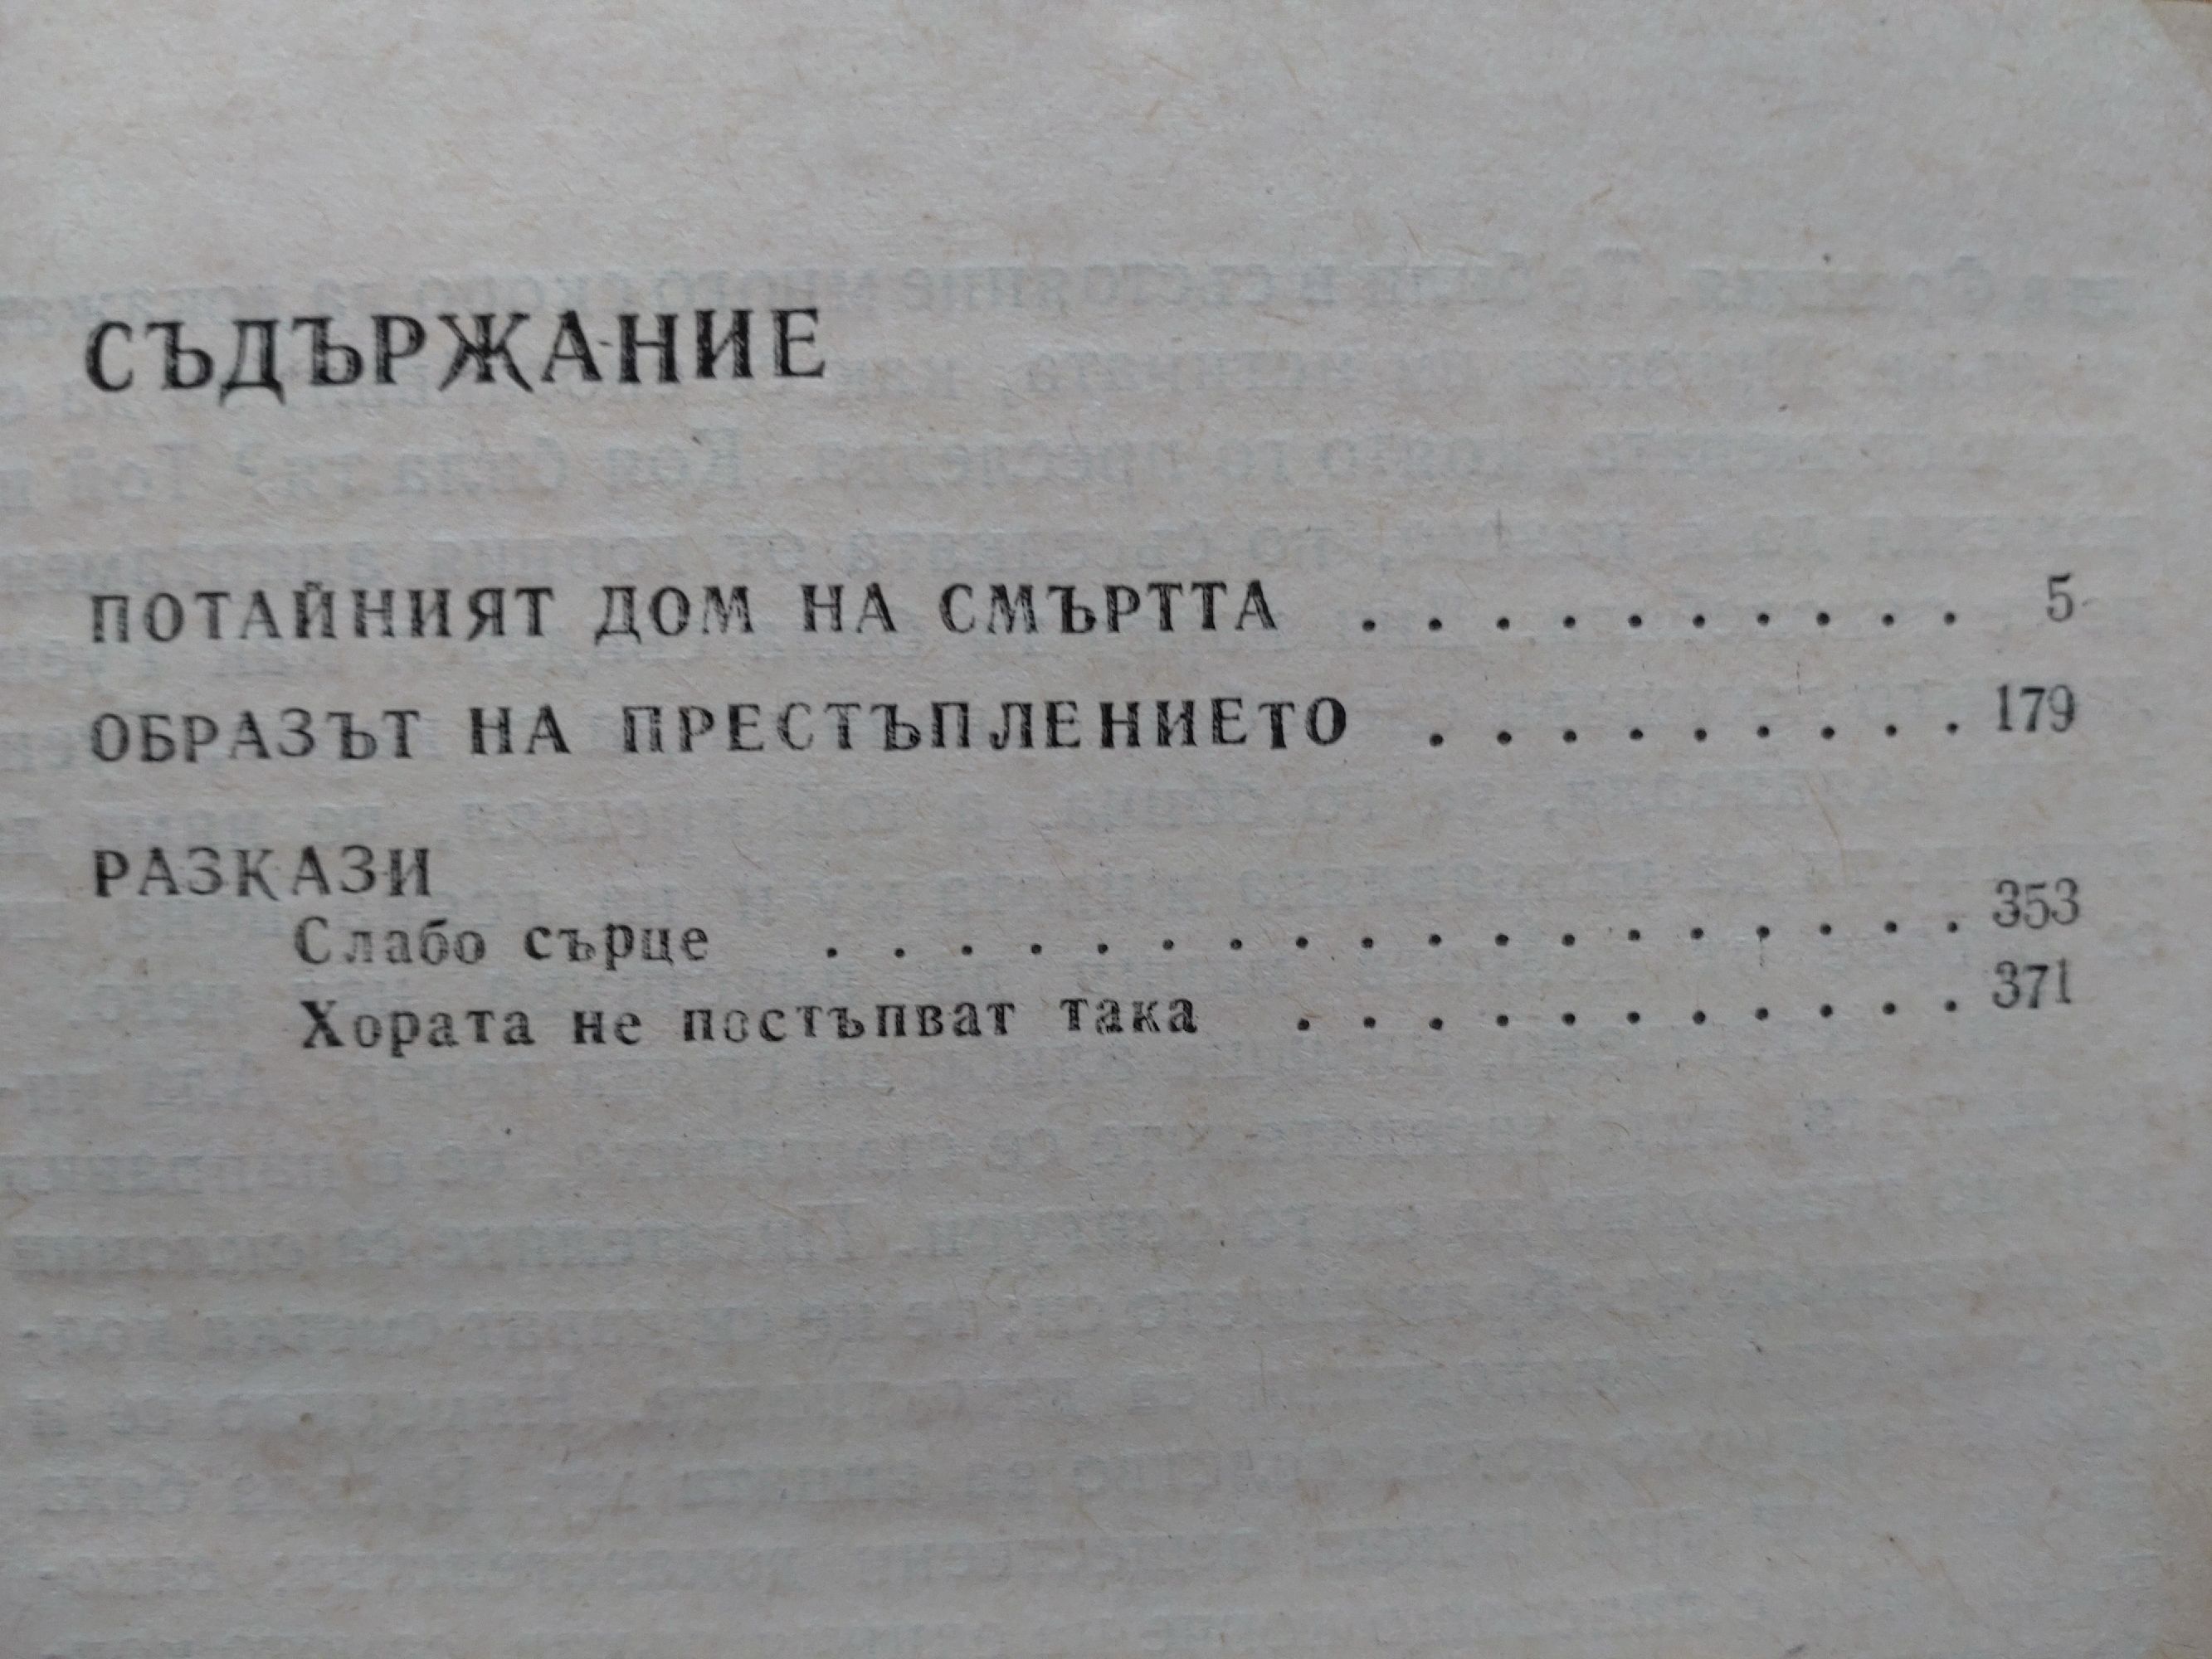 СЪДЪРЖАНИЕ
ПОТАЙНИЯТ ДОМ НА СМЪРТТА . . . . . . . . . . 5
ОБРАЗЪТ НА ПРЕСТЪПЛЕНИЕТО . . . . . . . . . 179
РАЗКАЗИ
Слабо сърце . . . . . . . . . . . . . . . . . . 353
Хората не постъпват така . . . . . . . . . . . 371